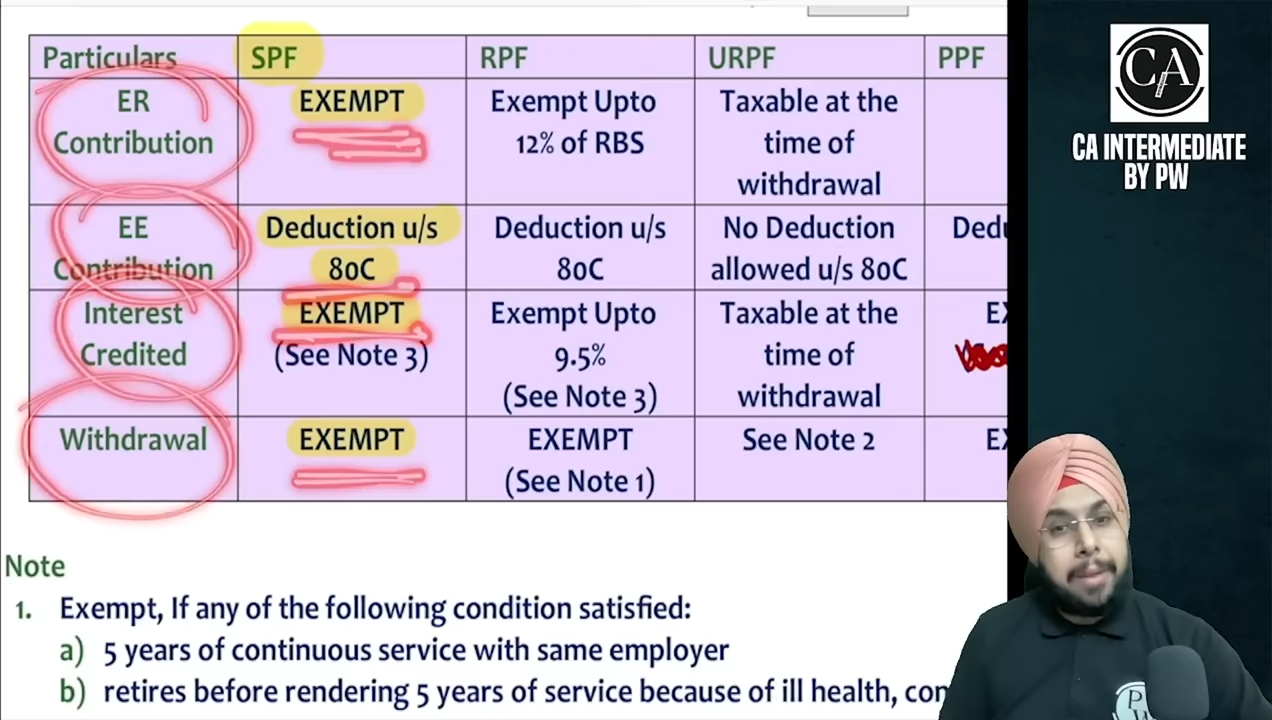 Particulars SPF RPF URPF PPF
ER Contribution
EXEMPT
Exempt Upto 12% of RBS
Taxable at the time of withdrawal
EE Contribution
Deduction u/s 80C
Deduction u/s 80C
No Deduction allowed u/s 80C
Interest Credited
EXEMPT (See Note 3)
Exempt Upto 9.5% (See Note 3)
Taxable at the time of withdrawal
Withdrawal
EXEMPT
EXEMPT (See Note 1)
See Note 2
Note
1. Exempt, If any of the following condition satisfied:
a) 5 years of continuous service with same employer
b) retires before rendering 5 years of service because of ill health,
CA
CA INTERMEDIATE
BY PW